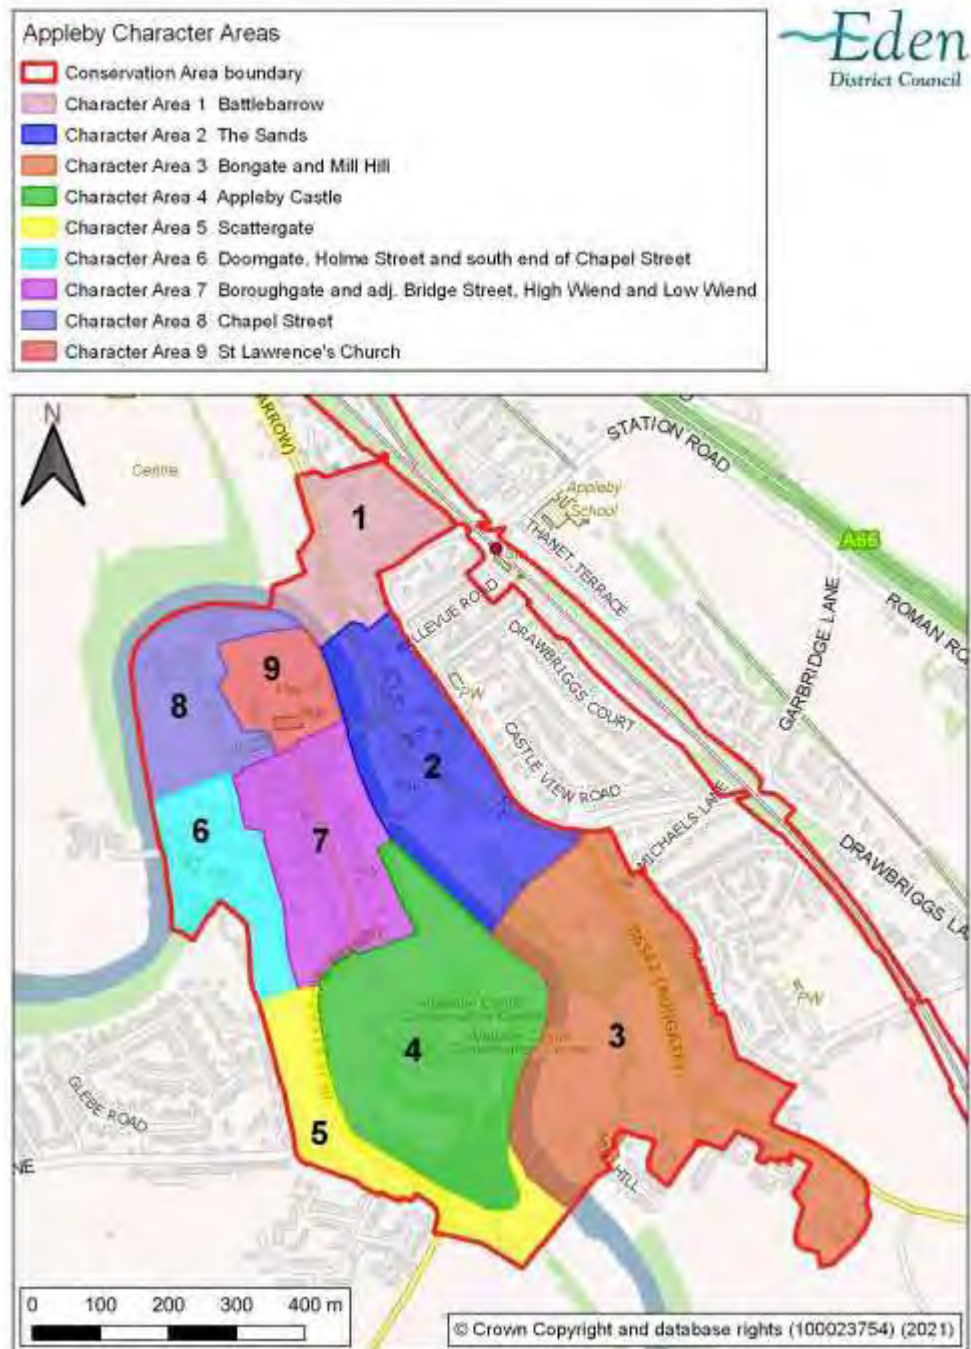 Appleby Character Areas
Conservation Area boundary
Character Area 1 Battlebarrow
Character Area 2 The Sands
Character Area 3 Bongate and Mill Hill
Character Area 4 Appleby Castle
Character Area 5 Scattergate
Character Area 6 Doomgate, Holme Street and south end of Chapel Street
Character Area 7 Boroughgate and adj. Bridge Street, High Wiend and Low Wiend
Character Area 8 Chapel Street
Character Area 9 St Lawrence's Church
Eden
District Council
N
ARROW)
STATION ROAD
Centre
Appleby
School
1
THANET TERRACE
A66
ROMAN RO
GARBRIDGE LANE
LLEVUE ROAD
DRAWBRIGGS COURT
9
PW
8
2
CASTLE VIEW ROAD
6
7
MICHAELS LANE
DRAWBRIGGS LA
PW
3
4
GLEBE ROAD
5
NE
HILL
0 100 200 300 400 m
© Crown Copyright and database rights (100023754) (2021)